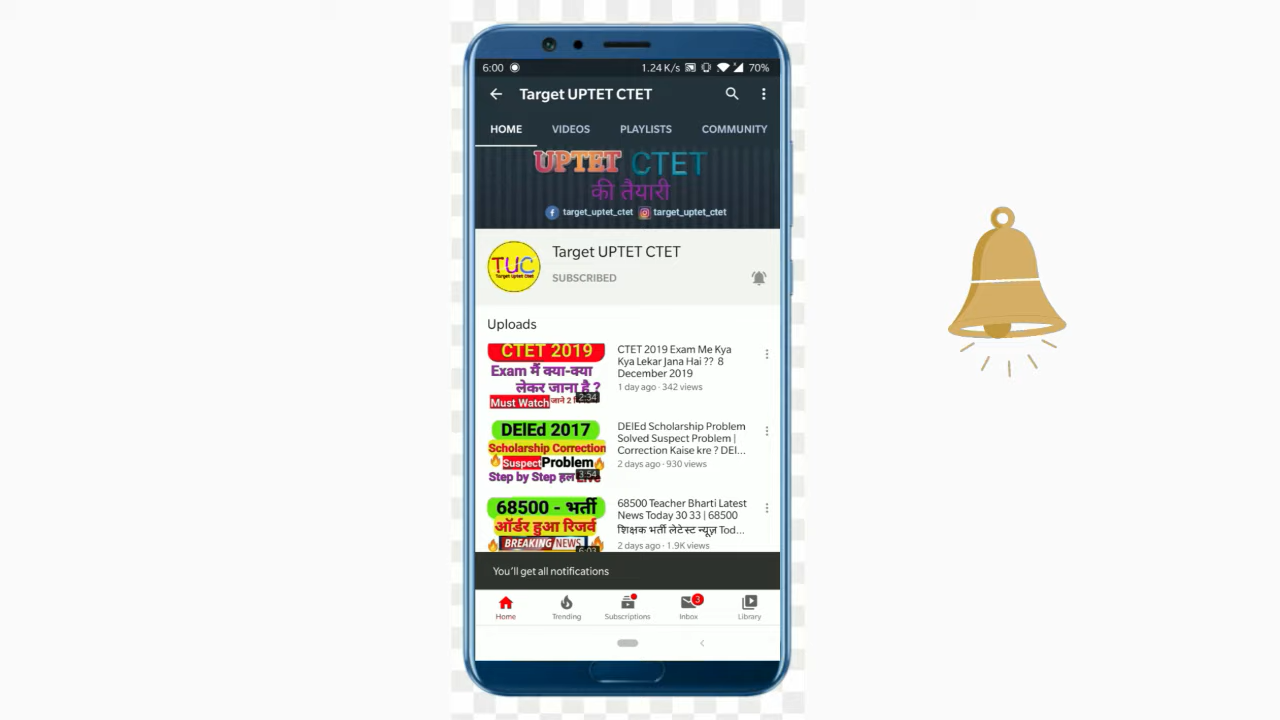 6:00 1.24 K/s 70%
Target UPTET CTET
HOME VIDEOS PLAYLISTS COMMUNITY
UPTET CTET
की तैयारी
target_uptet_ctet target_uptet_ctet
TUC
Target Uptet Ctet
Target UPTET CTET
SUBSCRIBED
Uploads
CTET 2019
Exam मैं क्या-क्या
लेकर जाना है ?
Must Watch
2:34
CTET 2019 Exam Me Kya
Kya Lekar Jana Hai ?? 8
December 2019
1 day ago · 342 views
DElEd 2017
Scholarship Correction
Suspect Problem
Step by Step हल
3:54
DElEd Scholarship Problem
Solved Suspect Problem |
Correction Kaise kre ? DEl...
2 days ago · 930 views
68500 - भर्ती
ऑर्डर हुआ रिजर्व
BREAKING NEWS
6:03
68500 Teacher Bharti Latest
News Today 30 33 | 68500
शिक्षक भर्ती लेटेस्ट न्यूज़ Tod...
2 days ago · 1.9K views
You'll get all notifications
3
Home Trending Subscriptions Inbox Library